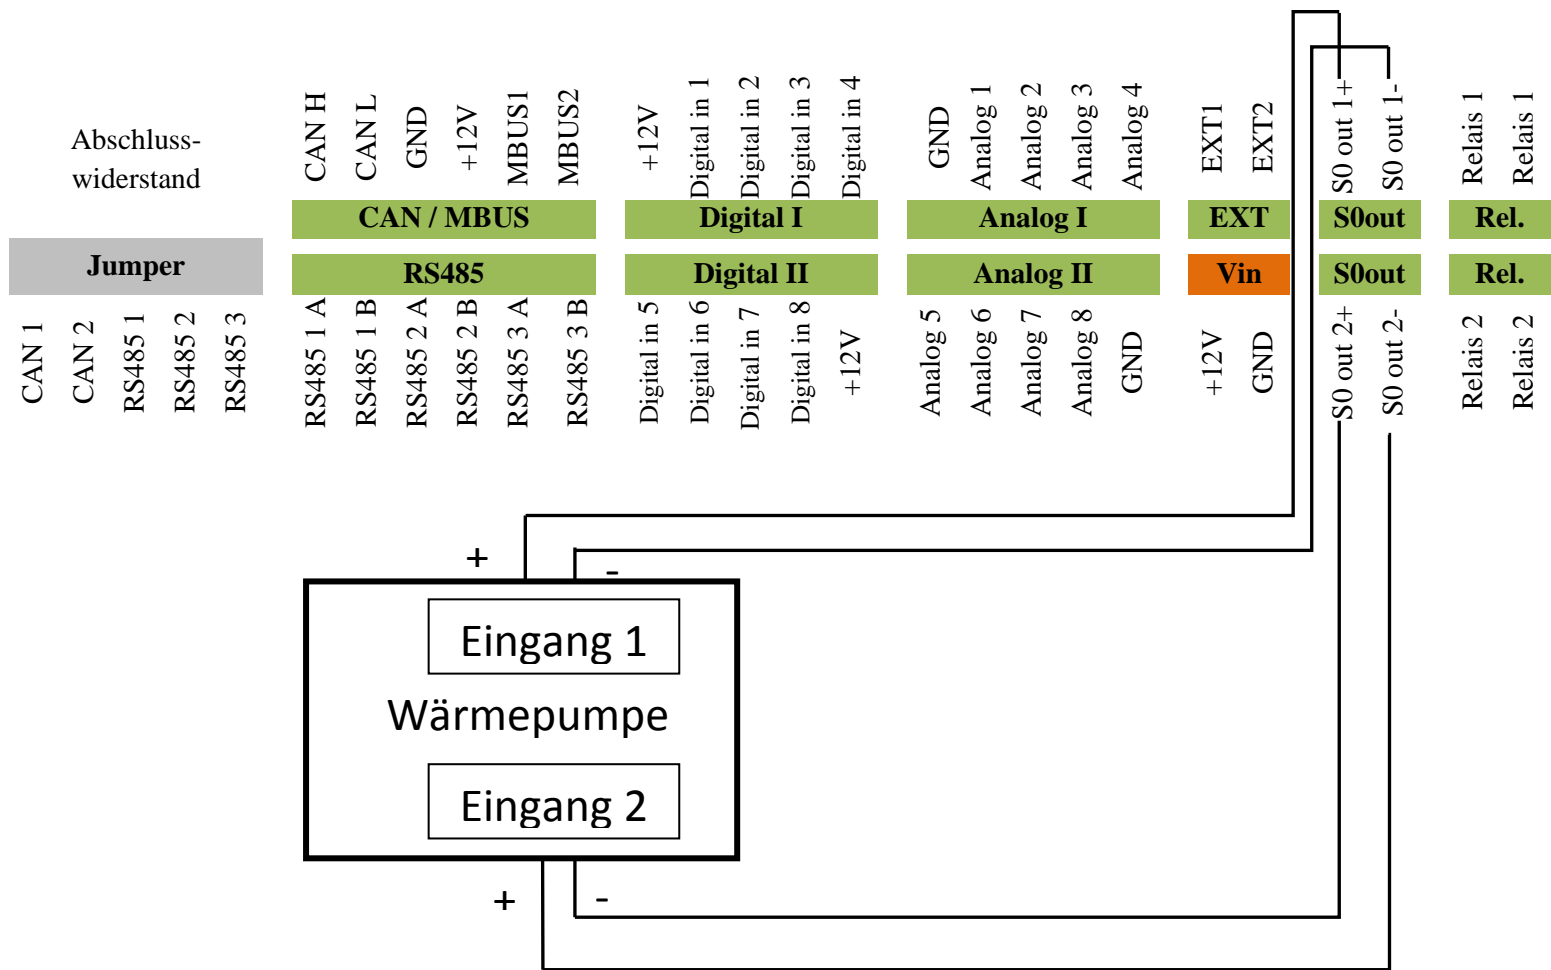 Abschluss-
widerstand
CAN H
CAN L
GND
+12V
MBUS1
MBUS2
+12V
Digital in 1
Digital in 2
Digital in 3
Digital in 4
GND
Analog 1
Analog 2
Analog 3
Analog 4
EXT1
EXT2
S0 out 1+
S0 out 1-
Relais 1
Relais 1
CAN / MBUS
Digital I
Analog I
EXT
S0out
Rel.
Jumper
RS485
Digital II
Analog II
Vin
S0out
Rel.
CAN 1
CAN 2
RS485 1
RS485 2
RS485 3
RS485 1 A
RS485 1 B
RS485 2 A
RS485 2 B
RS485 3 A
RS485 3 B
Digital in 5
Digital in 6
Digital in 7
Digital in 8
+12V
Analog 5
Analog 6
Analog 7
Analog 8
GND
+12V
GND
S0 out 2+
S0 out 2-
Relais 2
Relais 2
+
-
Eingang 1
Wärmepumpe
Eingang 2
+
-